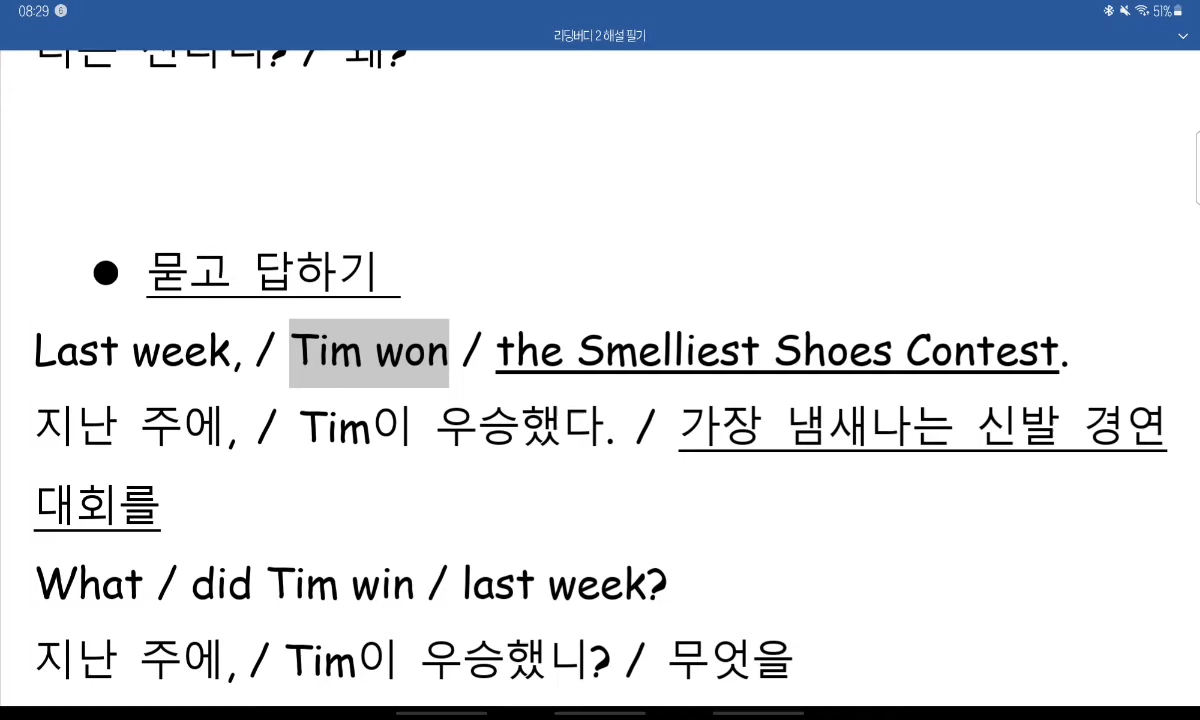 08:29 6 51%
리딩버디 2 해설 필기
? / 왜?
● 묻고 답하기
Last week, / Tim won / the Smelliest Shoes Contest.
지난 주에, / Tim이 우승했다. / 가장 냄새나는 신발 경연
대회를
What / did Tim win / last week?
지난 주에, / Tim이 우승했니? / 무엇을